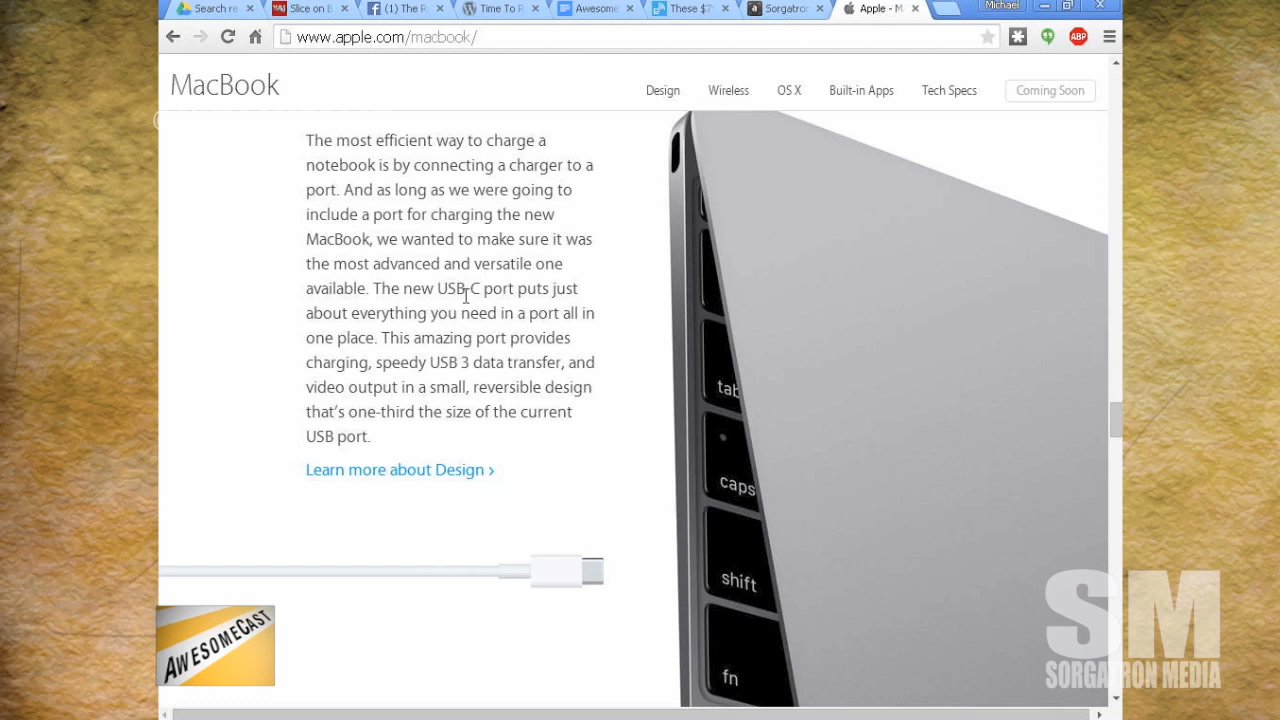 Search re
Slice on B
(1) The R
Time To R
Awesome
These $7
Sorgatron
Apple - M
Michael
www.apple.com/macbook/
ABP
MacBook
Design
Wireless
OS X
Built-in Apps
Tech Specs
Coming Soon
The most efficient way to charge a
notebook is by connecting a charger to a
port. And as long as we were going to
include a port for charging the new
MacBook, we wanted to make sure it was
the most advanced and versatile one
available. The new USB-C port puts just
about everything you need in a port all in
one place. This amazing port provides
charging, speedy USB 3 data transfer, and
video output in a small, reversible design
that's one-third the size of the current
USB port.
Learn more about Design >
tab
caps
shift
fn
AWESOMECAST
SM
SORGATRON MEDIA